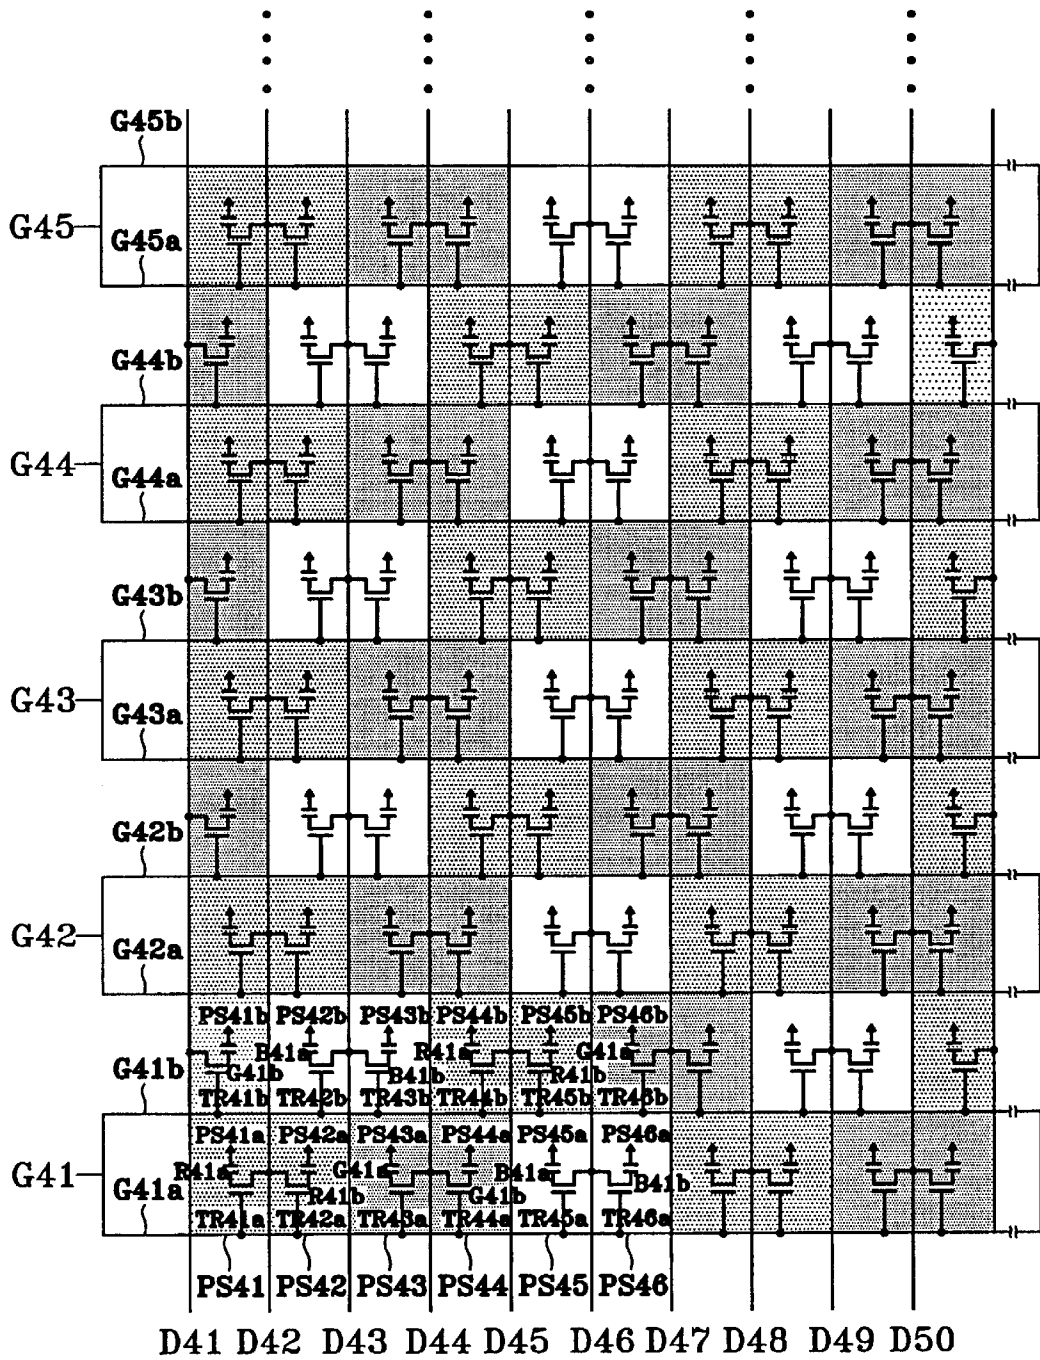 G45b
G45
G45a
G44b
G44
G44a
G43b
G43
G43a
G42b
G42
G42a
PS41b PS42b PS43b PS44b PS45b PS46b
B41a R41a G41a
G41b
G41b B41b R41b
TR41b TR42b TR43b TR44b TR45b TR46b
PS41a PS42a PS43a PS44a PS45a PS46a
G41
R41a G41a B41a
G41a
R41b G41b B41b
TR41a TR42a TR43a TR44a TR45a TR46a
PS41 PS42 PS43 PS44 PS45 PS46
D41 D42 D43 D44 D45 D46 D47 D48 D49 D50